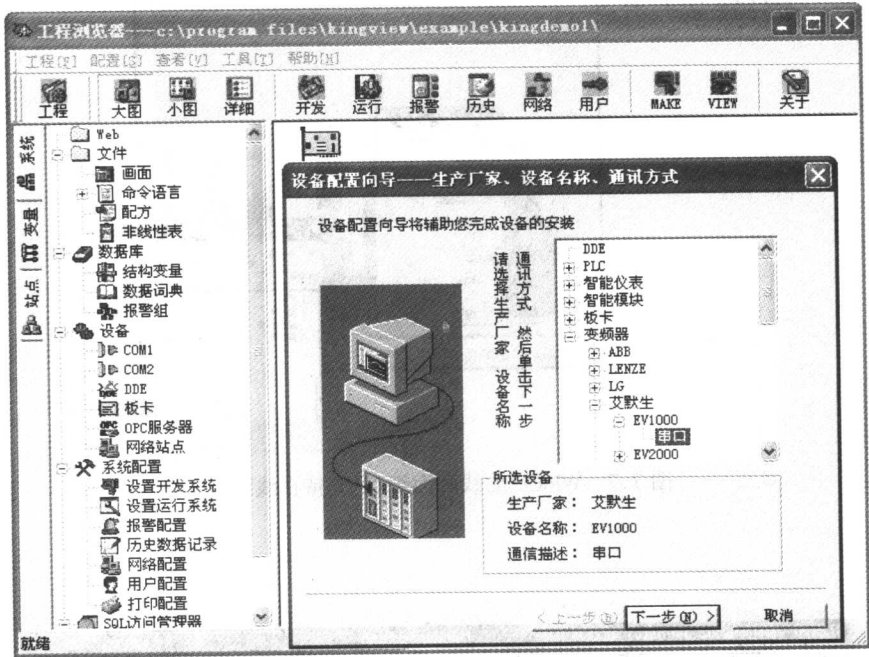 工程浏览器---c:\program files\kingview\example\kingdemo1\
工程[E] 配置[S] 查看[V] 工具[T] 帮助[H]
工程 大图 小图 详细 开发 运行 报警 历史 网络 用户 MAKE VIEW 关于
系统
变量
站点
Web
文件
画面
命令语言
配方
非线性表
数据库
结构变量
数据词典
报警组
设备
COM1
COM2
DDE
板卡
OPC服务器
网络站点
系统配置
设置开发系统
设置运行系统
报警配置
历史数据记录
网络配置
用户配置
打印配置
SQL访问管理器
就绪
设备配置向导——生产厂家、设备名称、通讯方式
设备配置向导将辅助您完成设备的安装
请选择生产厂家 设备名称
通讯方式 然后单击下一步
DDE
PLC
智能仪表
智能模块
板卡
变频器
ABB
LENZE
LG
艾默生
EV1000
串口
EV2000
所选设备
生产厂家： 艾默生
设备名称： EV1000
通信描述： 串口
< 上一步(B) 下一步(N) > 取消